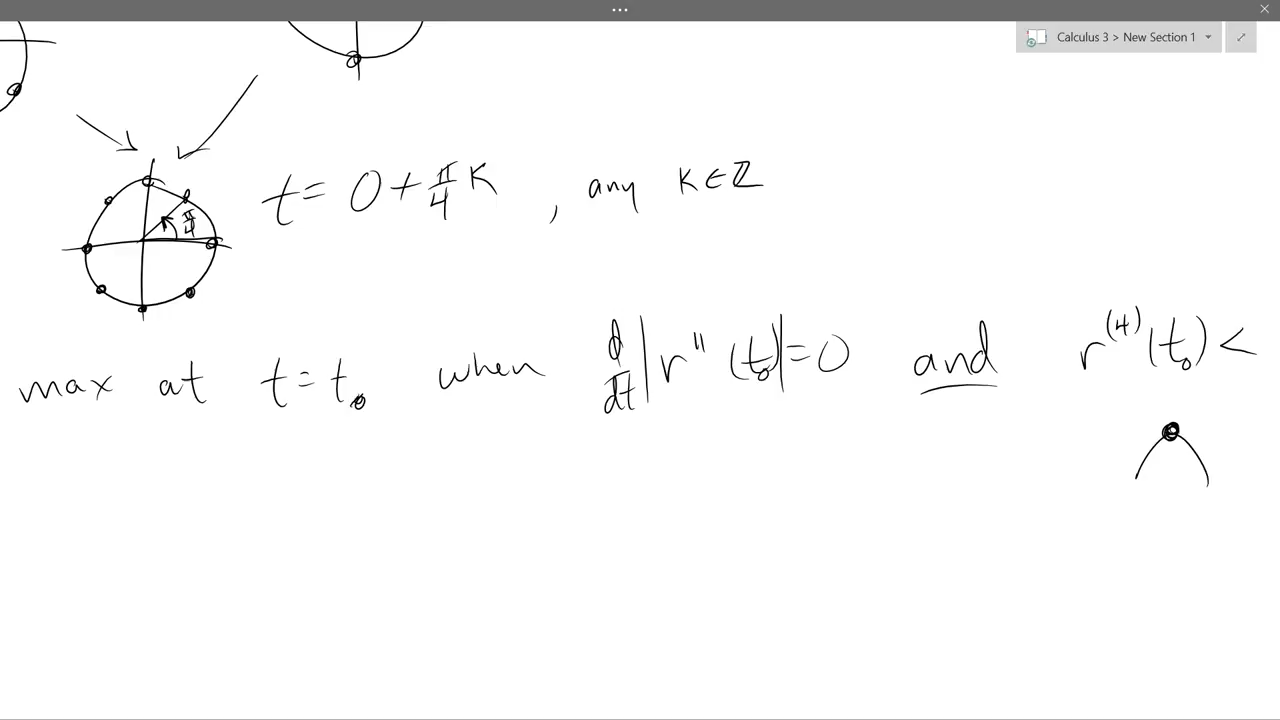 Calculus 3 > New Section 1
t = 0 + π/4 K , any K ∈ ℤ
π/4
max at t = t₀ when d/dt |r''(t₀)| = 0 and r⁽⁴⁾(t₀) <